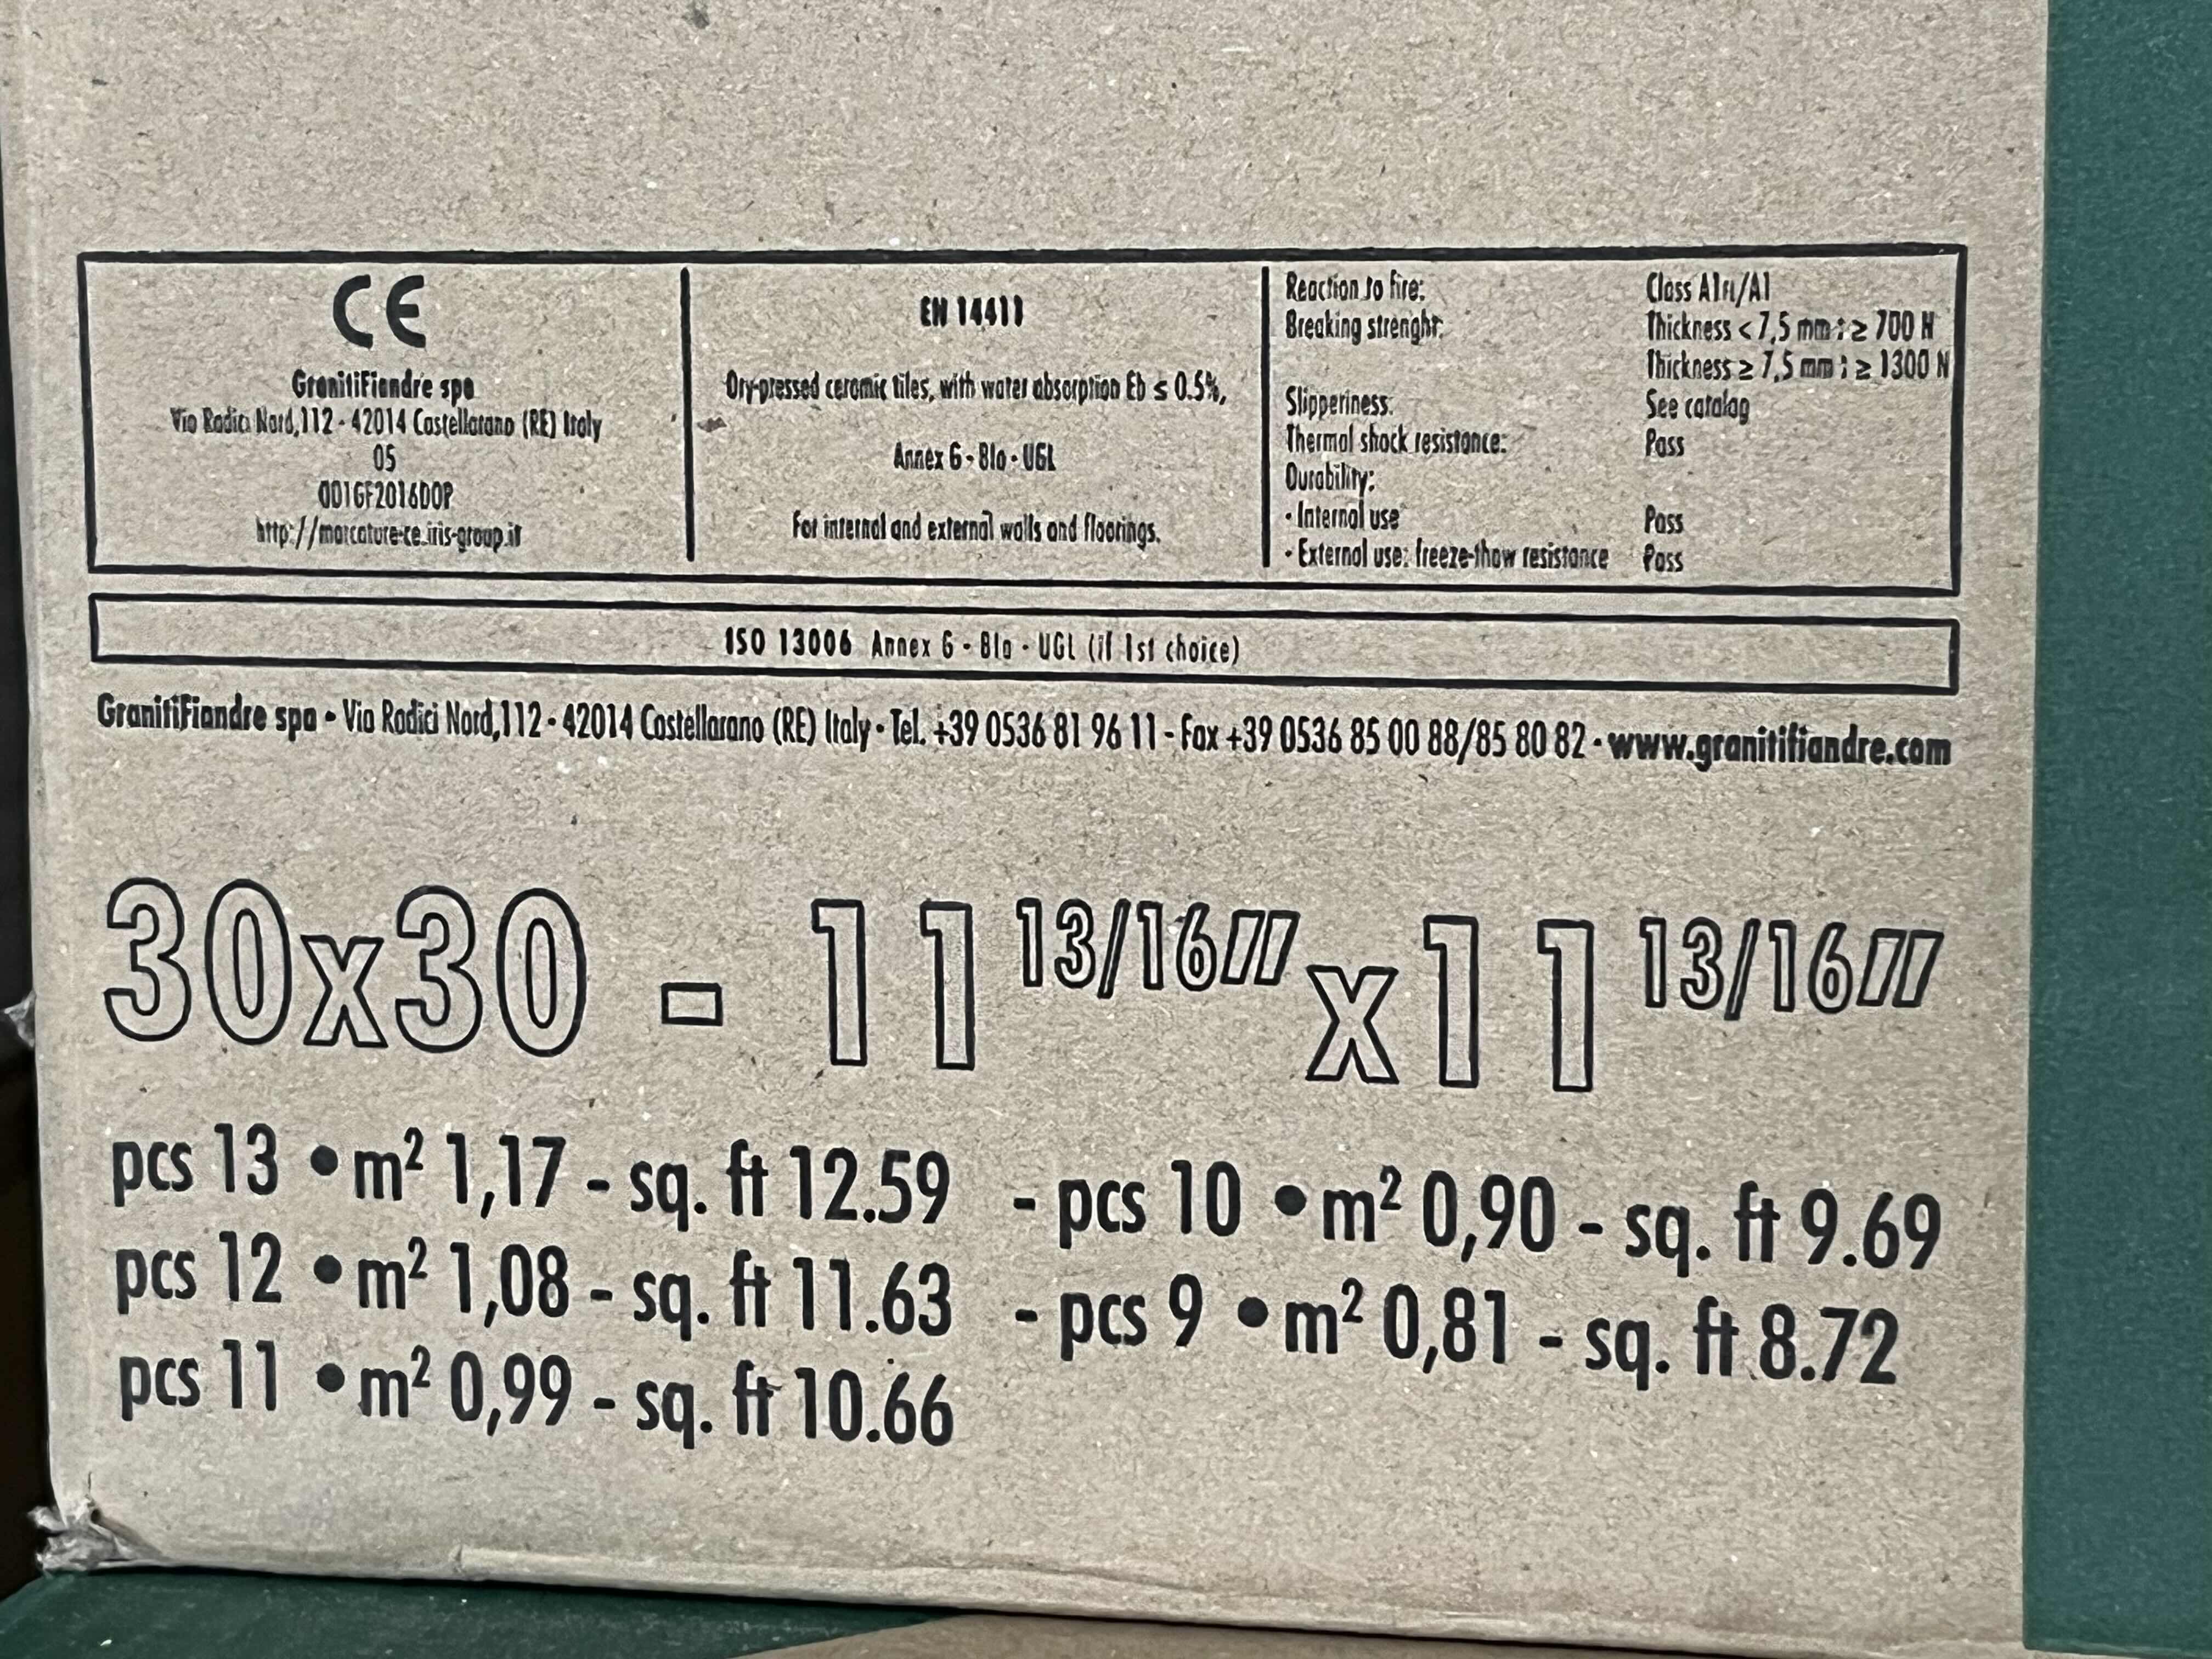 CE
GranitiFiandre spa
Via Radici Nord,112 - 42014 Castellarano (RE) Italy
05
001GF2016DOP
http://marcature-ce.iris-group.it
EN 14411
Dry-pressed ceramic tiles, with water absorption Eb ≤ 0.5%,
Annex G - BIa - UGL
For internal and external walls and floorings.
Reaction to fire: Class A1FL/A1
Breaking strenght: Thickness < 7,5 mm : ≥ 700 N
Thickness ≥ 7,5 mm : ≥ 1300 N
Slipperiness: See catalog
Thermal shock resistance: Pass
Durability:
- Internal use Pass
- External use: freeze-thaw resistance Pass
ISO 13006 Annex G - BIa - UGL (if 1st choice)
GranitiFiandre spa • Via Radici Nord,112 - 42014 Castellarano (RE) Italy • Tel. +39 0536 81 96 11 - Fax +39 0536 85 00 88/85 80 82 • www.granitifiandre.com
30x30 - 11 13/16" x 11 13/16"
pcs 13 • m² 1,17 - sq. ft 12.59 - pcs 10 • m² 0,90 - sq. ft 9.69
pcs 12 • m² 1,08 - sq. ft 11.63 - pcs 9 • m² 0,81 - sq. ft 8.72
pcs 11 • m² 0,99 - sq. ft 10.66